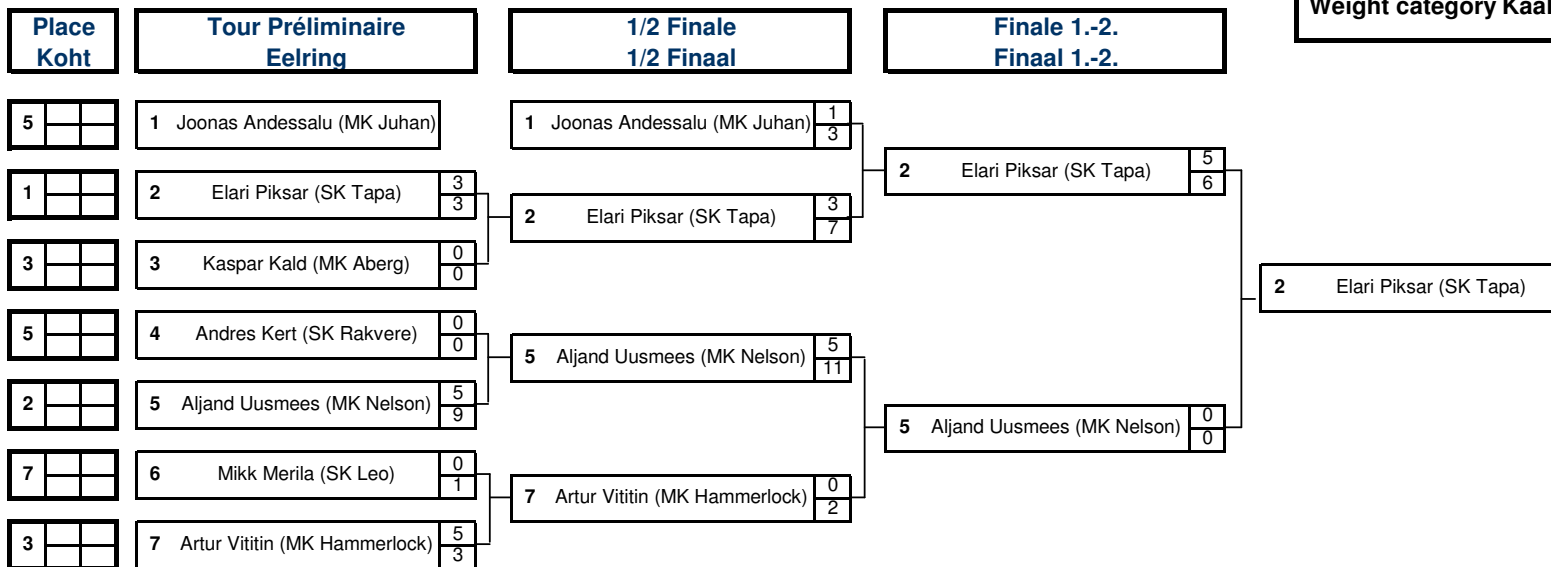 Weight category Kaal
Place
Koht
Tour Préliminaire
Eelring
1/2 Finale
1/2 Finaal
Finale 1.-2.
Finaal 1.-2.
5
1 Joonas Andessalu (MK Juhan)
1 Joonas Andessalu (MK Juhan) 1
3
2 Elari Piksar (SK Tapa) 5
6
1
2 Elari Piksar (SK Tapa) 3
3
2 Elari Piksar (SK Tapa) 3
7
3
3 Kaspar Kald (MK Aberg) 0
0
2 Elari Piksar (SK Tapa)
5
4 Andres Kert (SK Rakvere) 0
0
5 Aljand Uusmees (MK Nelson) 5
11
2
5 Aljand Uusmees (MK Nelson) 5
9
5 Aljand Uusmees (MK Nelson) 0
0
7
6 Mikk Merila (SK Leo) 0
1
7 Artur Vititin (MK Hammerlock) 0
2
3
7 Artur Vititin (MK Hammerlock) 5
3